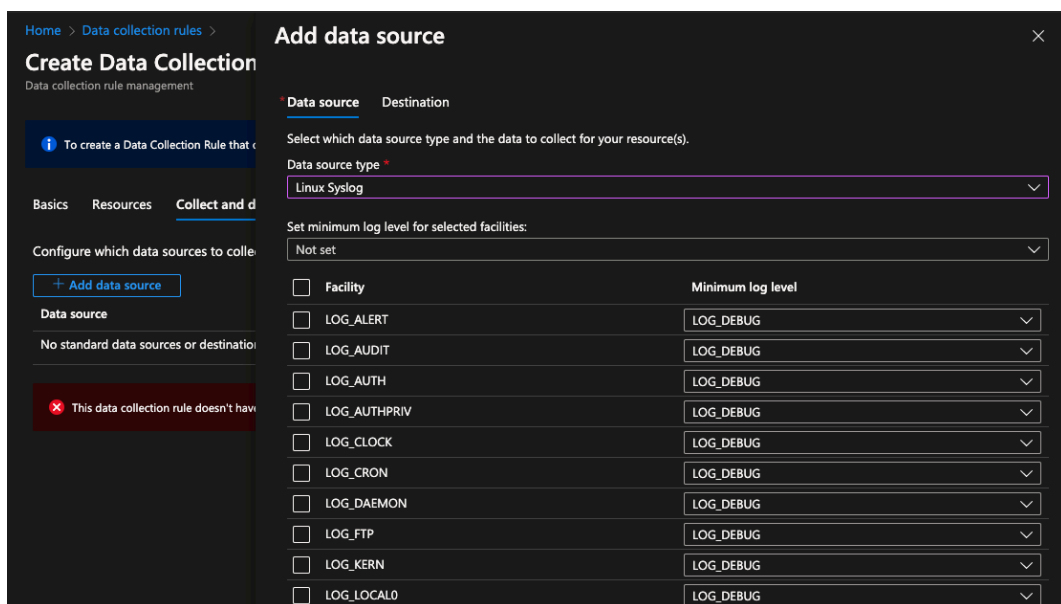 Home > Data collection rules >
Create Data Collection
Data collection rule management
To create a Data Collection Rule that
Basics Resources Collect and d
Configure which data sources to colle
+ Add data source
Data source
No standard data sources or destination
This data collection rule doesn't have
Add data source
* Data source Destination
Select which data source type and the data to collect for your resource(s).
Data source type *
Linux Syslog
Set minimum log level for selected facilities:
Not set
Facility Minimum log level
LOG_ALERT LOG_DEBUG
LOG_AUDIT LOG_DEBUG
LOG_AUTH LOG_DEBUG
LOG_AUTHPRIV LOG_DEBUG
LOG_CLOCK LOG_DEBUG
LOG_CRON LOG_DEBUG
LOG_DAEMON LOG_DEBUG
LOG_FTP LOG_DEBUG
LOG_KERN LOG_DEBUG
LOG_LOCAL0 LOG_DEBUG